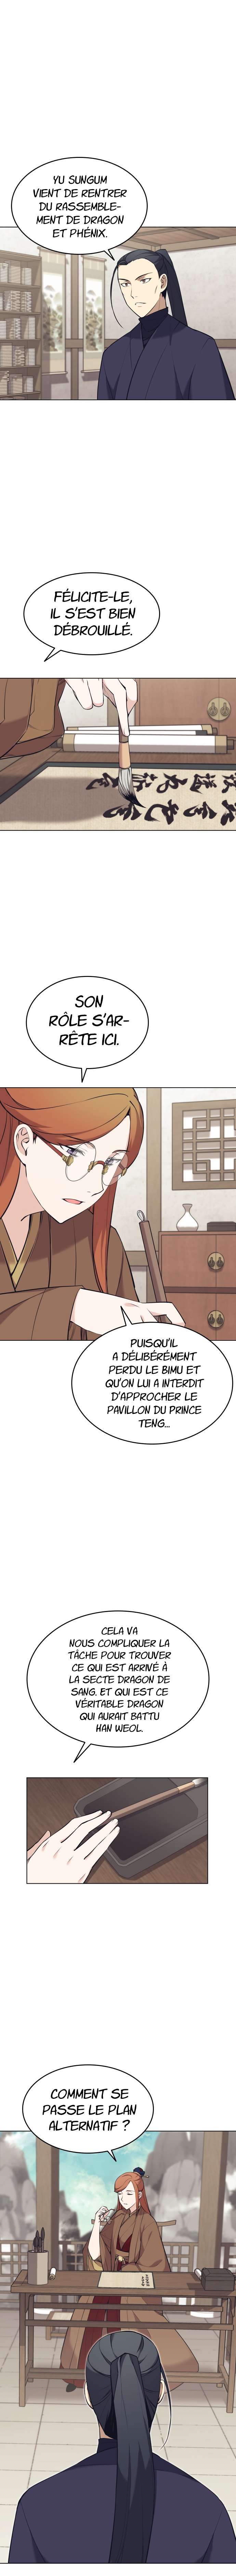 YU SUNGUM
VIENT DE RENTRER
DU RASSEMBLE-
MENT DE DRAGON
ET PHÉNIX.
FÉLICITE-LE,
IL S'EST BIEN
DÉBROUILLÉ.
SON
RÔLE S'AR-
RÊTE ICI.
PUISQU'IL
A DÉLIBÉRÉMENT
PERDU LE BIMU ET
QU'ON LUI A INTERDIT
D'APPROCHER LE
PAVILLON DU PRINCE
TENG...
CELA VA
NOUS COMPLIQUER LA
TÂCHE POUR TROUVER
CE QUI EST ARRIVÉ À
LA SECTE DRAGON DE
SANG. ET QUI EST CE
VÉRITABLE DRAGON
QUI AURAIT BATTU
HAN WEOL.
COMMENT SE
PASSE LE PLAN
ALTERNATIF ?